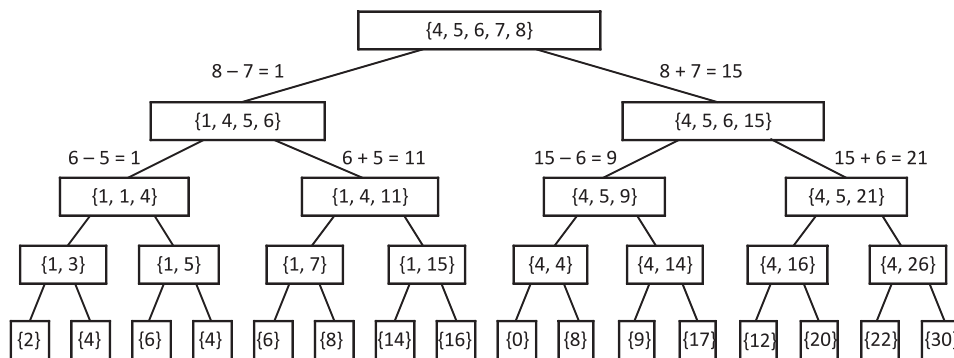 {4, 5, 6, 7, 8}
8 – 7 = 1 8 + 7 = 15
{1, 4, 5, 6} {4, 5, 6, 15}
6 – 5 = 1 6 + 5 = 11 15 – 6 = 9 15 + 6 = 21
{1, 1, 4} {1, 4, 11} {4, 5, 9} {4, 5, 21}
{1, 3} {1, 5} {1, 7} {1, 15} {4, 4} {4, 14} {4, 16} {4, 26}
{2} {4} {6} {4} {6} {8} {14} {16} {0} {8} {9} {17} {12} {20} {22} {30}